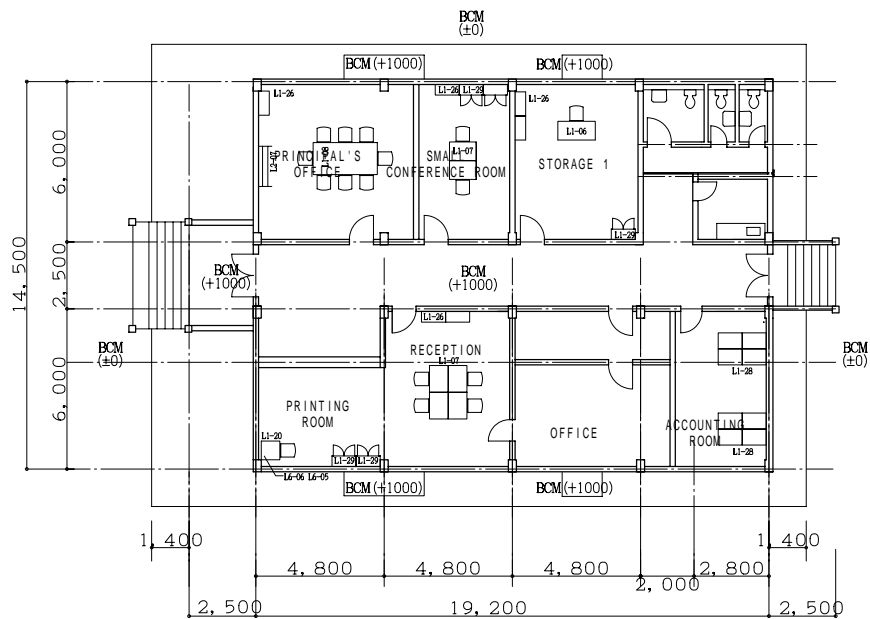 BCM
(±0)
BCM (+1000)
BCM (+1000)
L1-26
L1-26
L1-29
L1-26
L1-06
L2-07
L1-08
L1-07
PRINCIPAL'S
OFFICE
SMALL
CONFERENCE ROOM
STORAGE 1
L1-29
6,000
14,500
2,500
6,000
BCM
(+1000)
BCM
(+1000)
BCM
(±0)
BCM
(±0)
L1-26
RECEPTION
L1-07
L1-28
PRINTING
ROOM
OFFICE
ACCOUNTING
ROOM
L1-20
L1-29
L1-29
L1-28
L6-06 L6-05
BCM (+1000)
BCM (+1000)
1,400
1,400
4,800
4,800
4,800
2,000
2,800
2,500
19,200
2,500